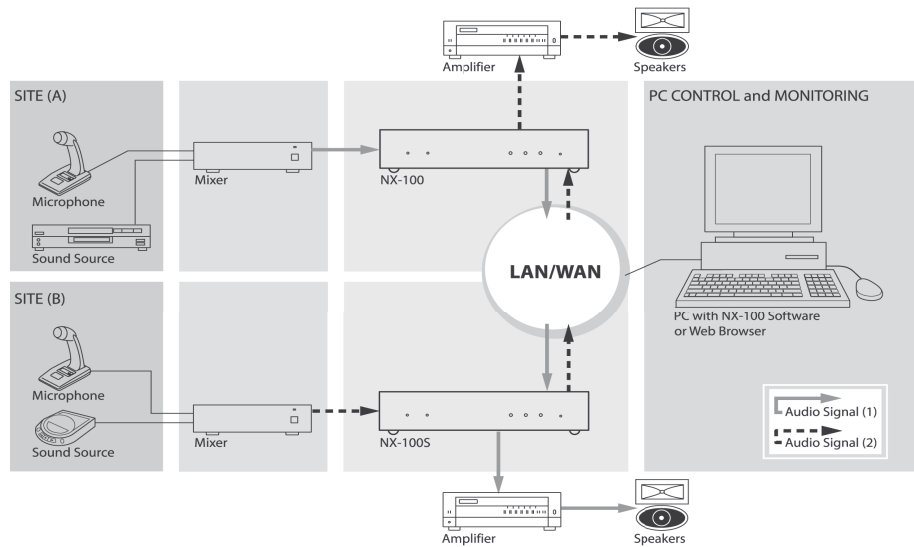 Amplifier
Speakers
SITE (A)
Microphone
Sound Source
Mixer
NX-100
LAN/WAN
PC CONTROL and MONITORING
PC with NX-100 Software
or Web Browser
SITE (B)
Microphone
Sound Source
Mixer
NX-100S
Audio Signal (1)
Audio Signal (2)
Amplifier
Speakers